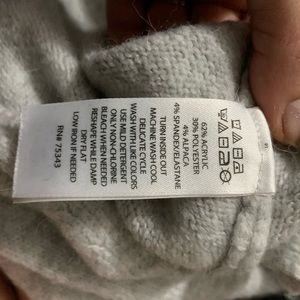 62% ACRYLIC
30% POLYESTER
4% ALPACA
4% SPANDEX/ELASTANE
TURN INSIDE OUT
MACHINE WASH COOL
DELICATE CYCLE
WASH WITH LIKE COLORS
USE MILD DETERGENT
ONLY NON-CHLORINE
BLEACH WHEN NEEDED
RESHAPE WHILE DAMP
DRY FLAT
LOW IRON IF NEEDED
RN# 75343